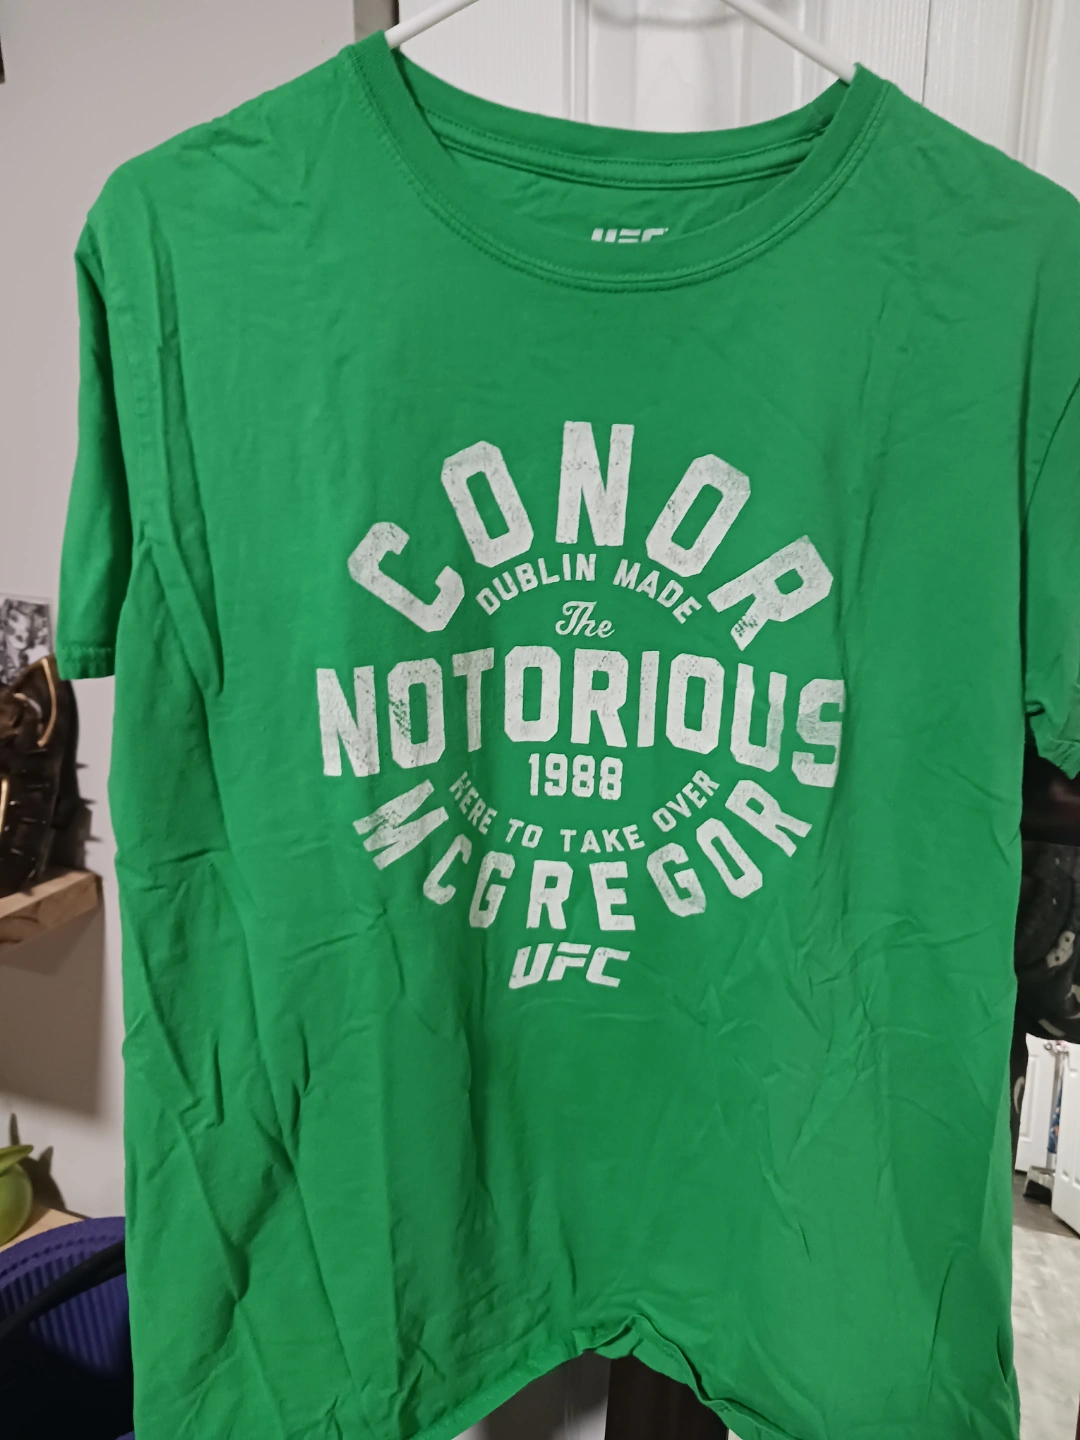 UFC
CONOR
DUBLIN MADE
The
NOTORIOUS
1988
HERE TO TAKE OVER
MCGREGOR
UFC